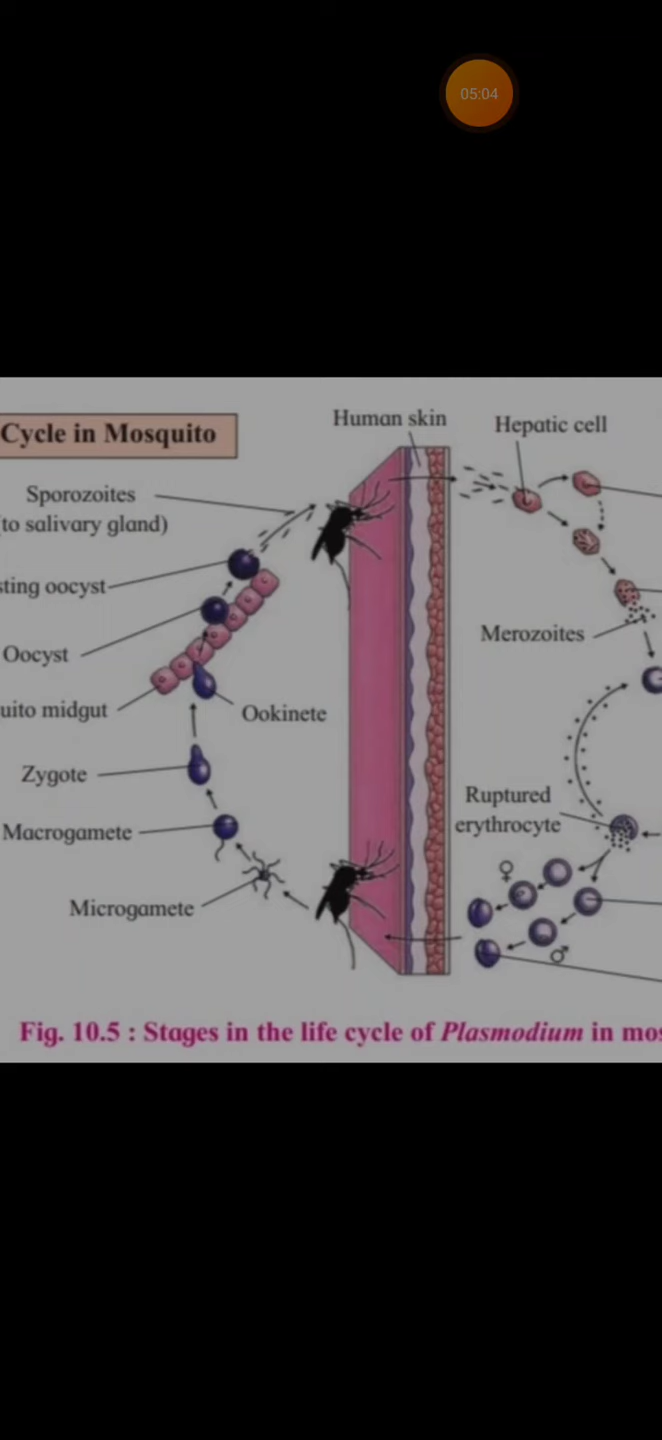 05:04
Human skin
Hepatic cell
Cycle in Mosquito
Sporozoites
to salivary gland)
sting oocyst
Merozoites
Oocyst
uito midgut
Ookinete
Zygote
Ruptured
erythrocyte
Macrogamete
♀
Microgamete
♂
Fig. 10.5 : Stages in the life cycle of Plasmodium in mos